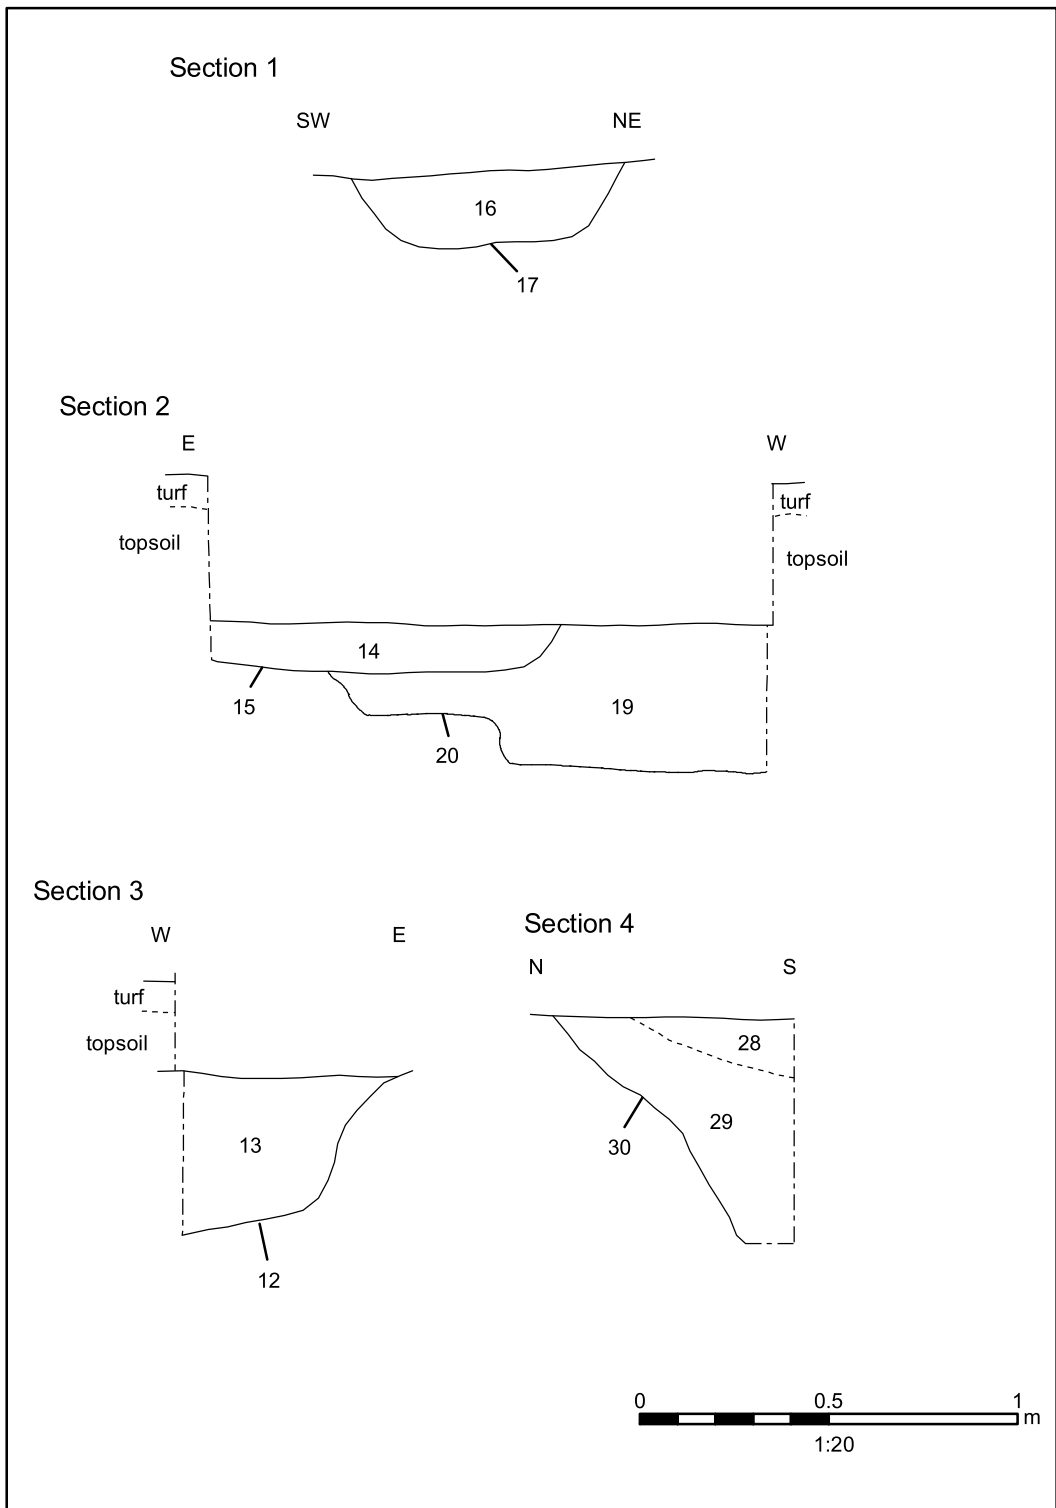 Section 1
SW NE
16
17
Section 2
E W
turf turf
topsoil topsoil
14
15 19
20
Section 3
W E
turf
topsoil
13
12
Section 4
N S
28
29
30
0 0.5 1
m
1:20